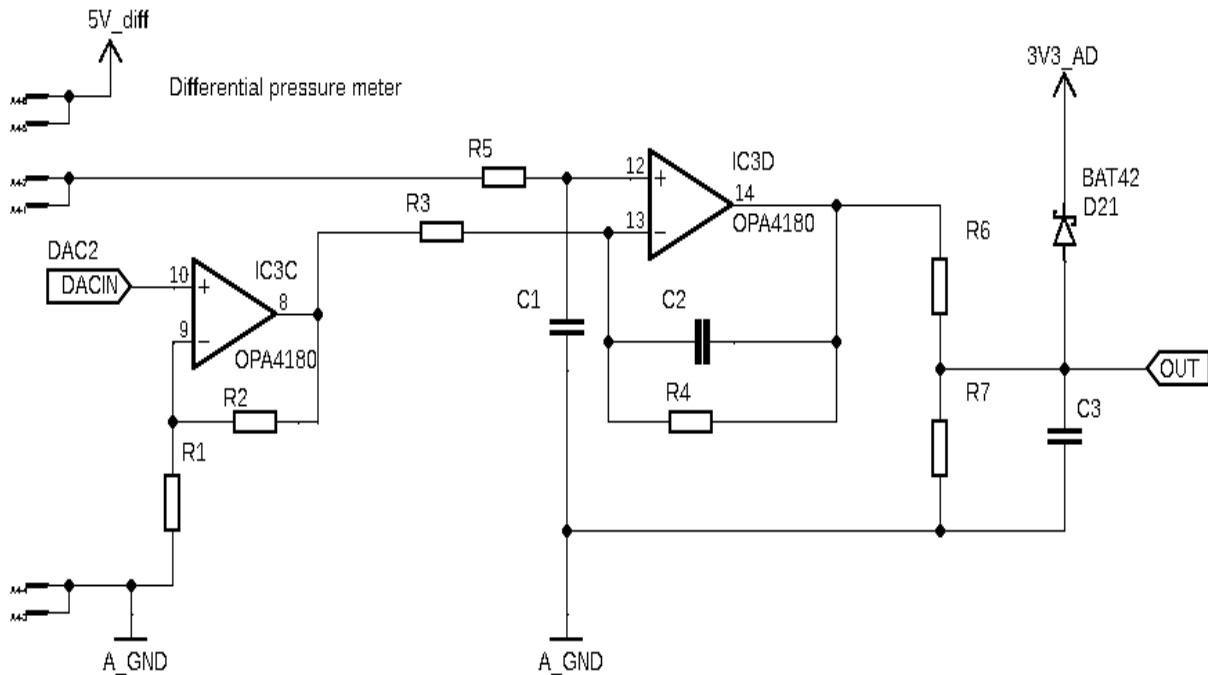 5V_diff
Differential pressure meter
3V3_AD
R5
12
IC3D
14
OPA4180
13
R3
BAT42
D21
R6
DAC2
DACIN
10
IC3C
8
9
OPA4180
C1
C2
OUT
R2
R4
R7
C3
R1
A_GND
A_GND